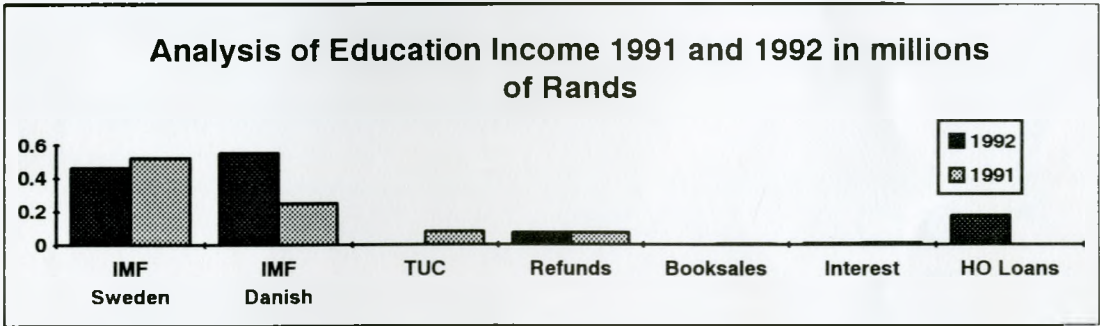 Analysis of Education Income 1991 and 1992 in millions
of Rands
1992
1991
0.6
0.4
0.2
0
IMF Sweden
IMF Danish
TUC
Refunds
Booksales
Interest
HO Loans